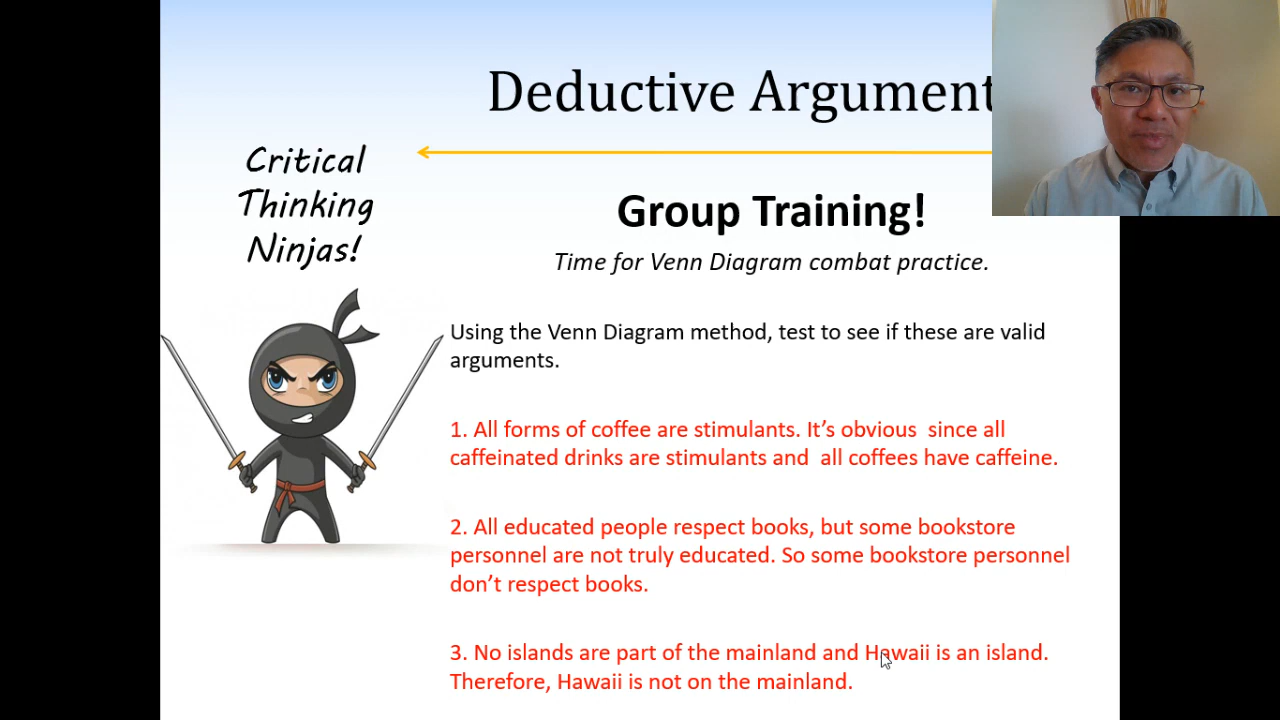 Deductive Argument
Critical
Thinking
Ninjas!
Group Training!
Time for Venn Diagram combat practice.
Using the Venn Diagram method, test to see if these are valid
arguments.
1. All forms of coffee are stimulants. It’s obvious  since all
caffeinated drinks are stimulants and  all coffees have caffeine.
2. All educated people respect books, but some bookstore
personnel are not truly educated. So some bookstore personnel
don’t respect books.
3. No islands are part of the mainland and Hawaii is an island.
Therefore, Hawaii is not on the mainland.